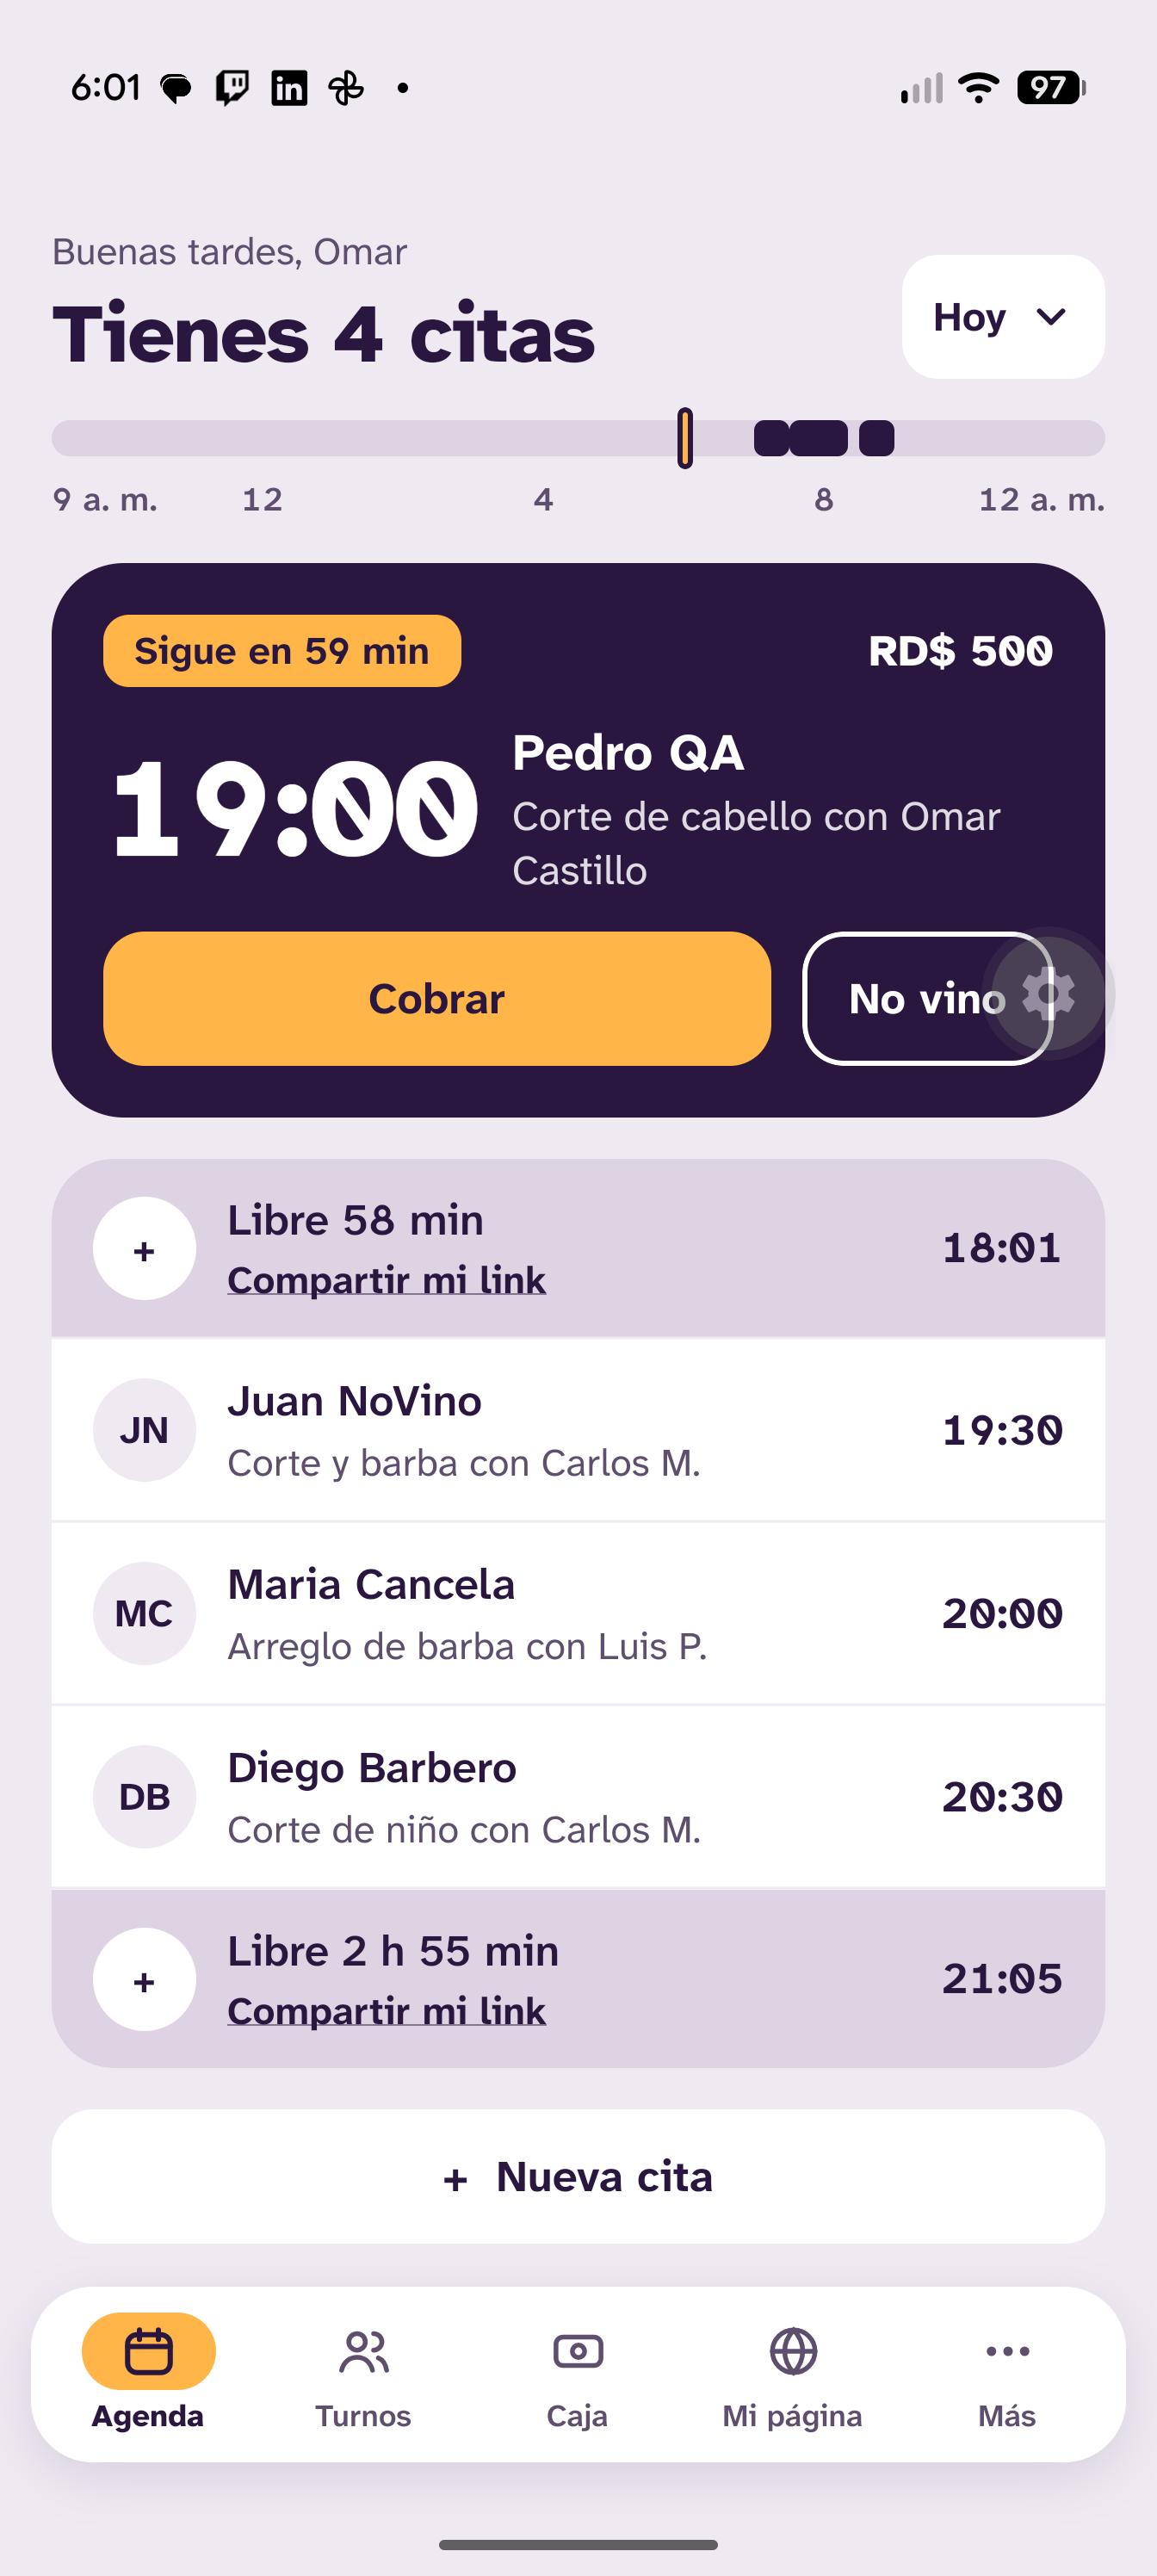 6:01
in
97
Buenas tardes, Omar
Tienes 4 citas
Hoy
9 a. m. 12 4 8 12 a. m.
Sigue en 59 min
RD$ 500
19:00
Pedro QA
Corte de cabello con Omar
Castillo
Cobrar
No vino
+ Libre 58 min
Compartir mi link
18:01
JN
Juan NoVino
Corte y barba con Carlos M.
19:30
MC
Maria Cancela
Arreglo de barba con Luis P.
20:00
DB
Diego Barbero
Corte de niño con Carlos M.
20:30
+ Libre 2 h 55 min
Compartir mi link
21:05
+ Nueva cita
Agenda Turnos Caja Mi página Más